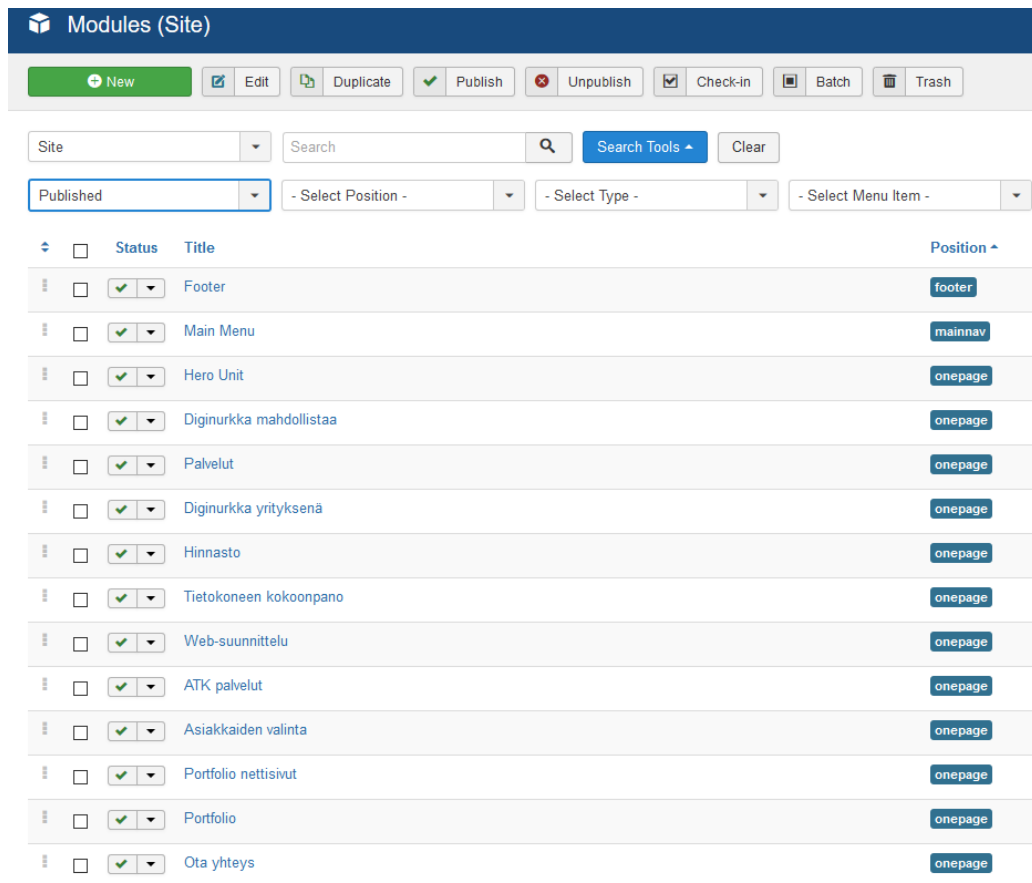 Modules (Site)
New Edit Duplicate Publish Unpublish Check-in Batch Trash
Site Search Search Tools Clear
Published - Select Position - - Select Type - - Select Menu Item -
Status Title Position
Footer footer
Main Menu mainnav
Hero Unit onepage
Diginurkka mahdollistaa onepage
Palvelut onepage
Diginurkka yrityksenä onepage
Hinnasto onepage
Tietokoneen kokoonpano onepage
Web-suunnittelu onepage
ATK palvelut onepage
Asiakkaiden valinta onepage
Portfolio nettisivut onepage
Portfolio onepage
Ota yhteys onepage